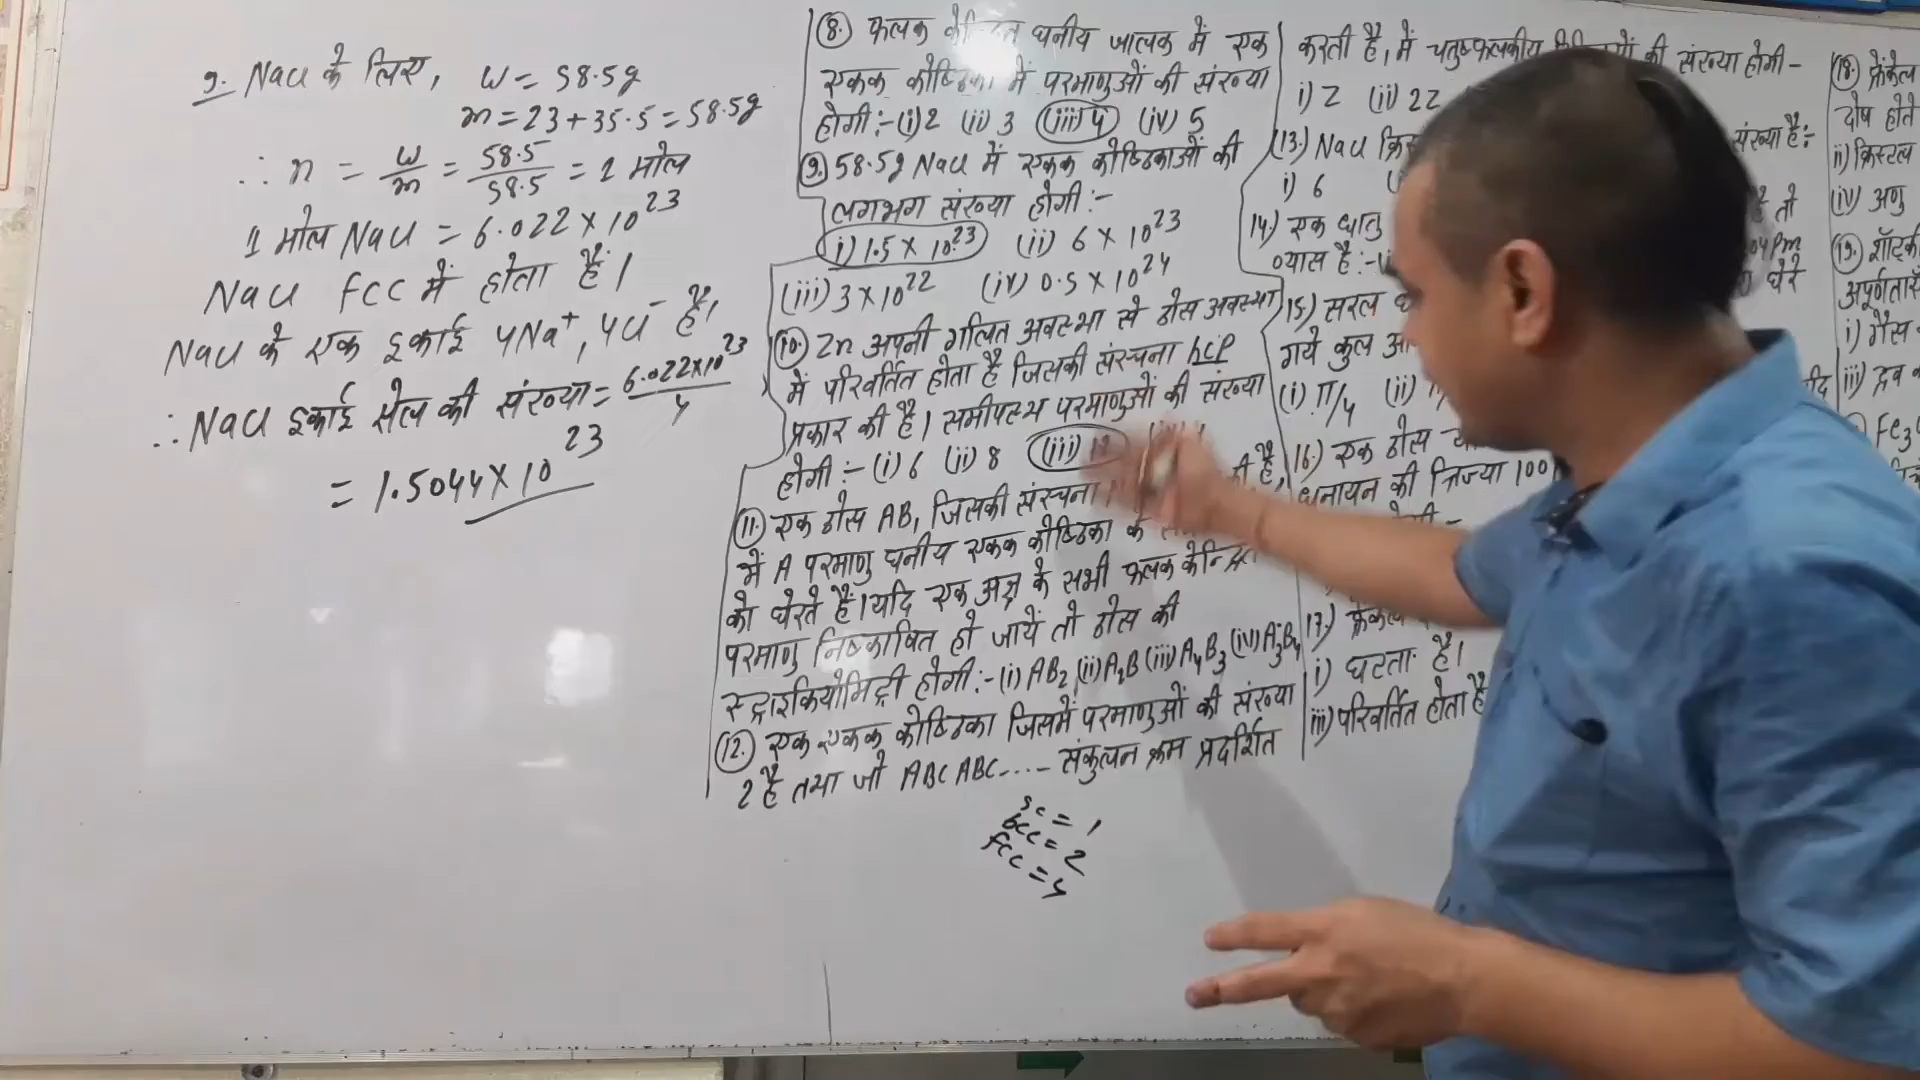 9. NaCl के लिए, w = 58.5g
m = 23 + 35.5 = 58.5g
∴ n = w/m = 58.5/58.5 = 1 मोल
1 मोल NaCl = 6.022 × 10^23
NaCl fcc में होता है।
NaCl के एक इकाई 4Na⁺, 4Cl⁻ है।
∴ NaCl इकाई सेल की संख्या = 6.022×10^23/4
= 1.5044 × 10^23
(8.) फलक घनीय जालक में एक
एकक कोष्ठिका में परमाणुओं की संख्या
होगी :- (i) 2 (ii) 3 (iii) 4 (iv) 5
(9.) 58.5g NaCl में एकक कोष्ठिकाओं की
लगभग संख्या होगी :-
(i) 1.5 × 10^23 (ii) 6 × 10^23
(iii) 3 × 10^22 (iv) 0.5 × 10^24
(10.) Zn अपनी गलित अवस्था से ठोस अवस्था
में परिवर्तित होता है जिसकी संरचना hcp
प्रकार की है। समीपस्थ परमाणुओं की संख्या
होगी :- (i) 6 (ii) 8 (iii)
(11.) एक ठोस AB, जिसकी संरचना की है,
में A परमाणु घनीय एकक कोष्ठिका के
को घेरते हैं। यदि एक अक्ष के सभी फलक केन्द्रित
परमाणु निष्कासित हो जायें तो ठोस की
स्ट्राइकियोमिट्री होगी :- (i) AB₂ (ii) A₂B (iii) A₄B₃ (iv) A₃B₄
(12.) एक एकक कोष्ठिका जिसमें परमाणुओं की संख्या
2 है तथा जो ABC ABC.... संकुलन क्रम प्रदर्शित
sc = 1
bcc = 2
fcc = 4
करती है, में चतुष्फलकीय की संख्या होगी -
i) Z (ii) 2Z
(13.) NaCl संख्या है :-
i) 6
14.) एक धातु है तो
व्यास है :-
15.) सरल घेरे
गये कुल
(i) π/4 (ii)
16.) एक ठोस
धनायन की त्रिज्या 100
17.)
i) घटता है।
iii) परिवर्तित होता है
(18.) फ्रेंकेल
दोष होते
ii) क्रिस्टल
(iv) अणु
(19.) शॉट्की
अपूर्णताएँ
i) गैस
iii) द्रव